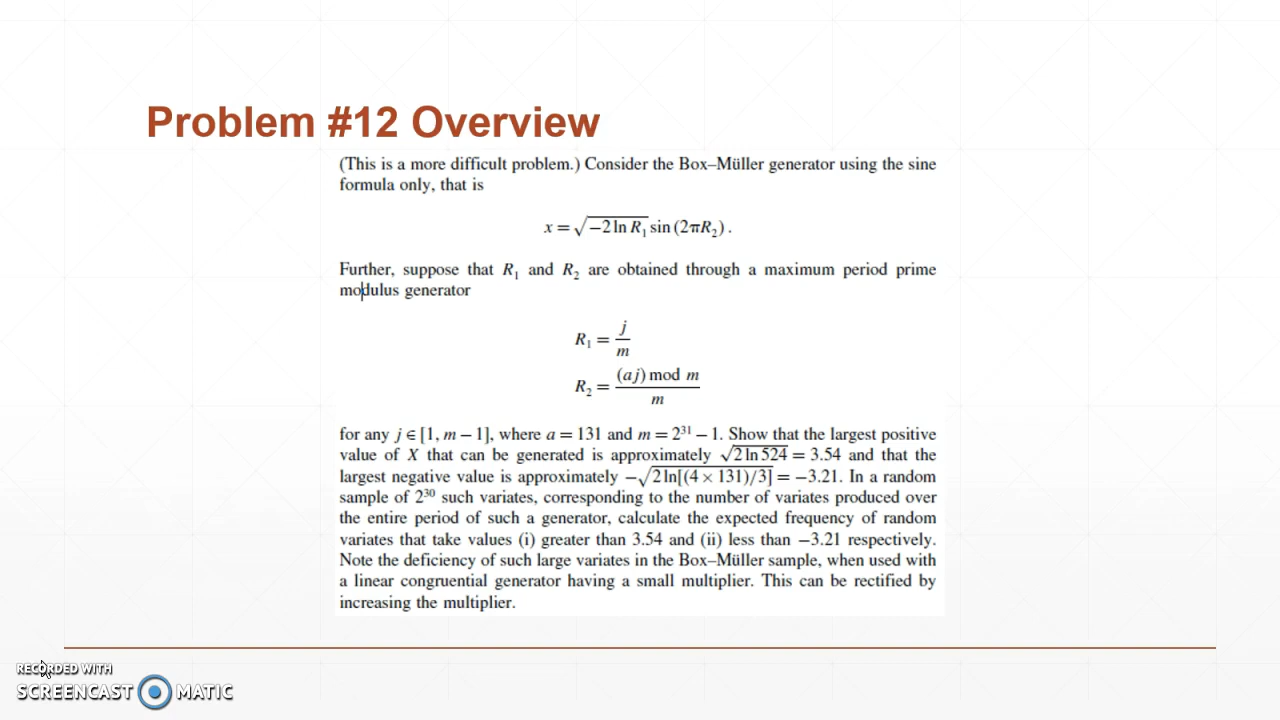 Problem #12 Overview
(This is a more difficult problem.) Consider the Box–Müller generator using the sine
formula only, that is
x = √−2 ln R₁ sin (2πR₂) .
Further, suppose that R₁ and R₂ are obtained through a maximum period prime
modulus generator
R₁ = j/m
R₂ = (aj) mod m/m
for any j ϵ [1, m − 1], where a = 131 and m = 2³¹ − 1. Show that the largest positive
value of X that can be generated is approximately √2 ln 524 = 3.54 and that the
largest negative value is approximately −√2 ln[(4 × 131)/3] = −3.21. In a random
sample of 2³⁰ such variates, corresponding to the number of variates produced over
the entire period of such a generator, calculate the expected frequency of random
variates that take values (i) greater than 3.54 and (ii) less than −3.21 respectively.
Note the deficiency of such large variates in the Box–Müller sample, when used with
a linear congruential generator having a small multiplier. This can be rectified by
increasing the multiplier.
RECORDED WITH
SCREENCAST MATIC